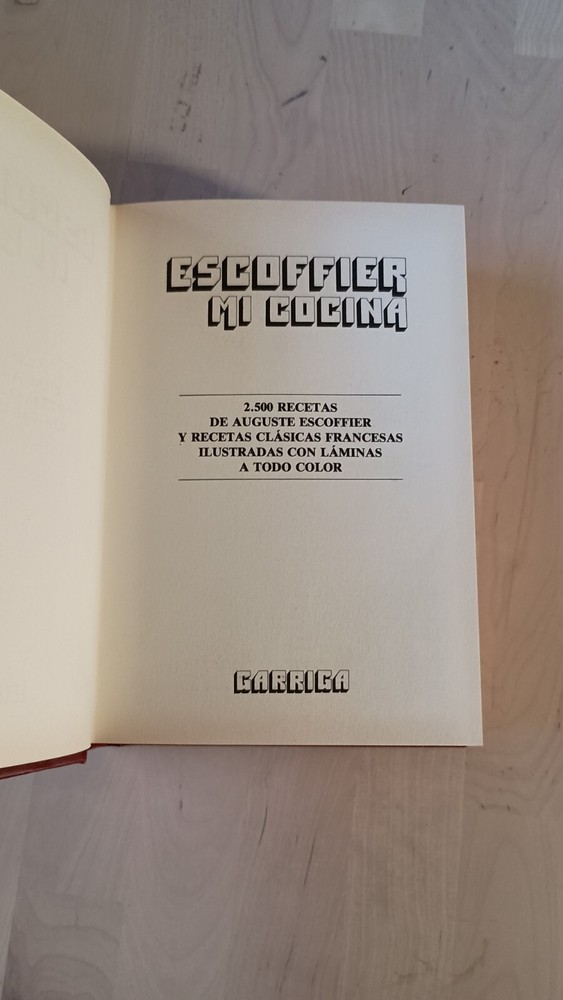 ESCOFFIER
MI COCINA
2.500 RECETAS
DE AUGUSTE ESCOFFIER
Y RECETAS CLÁSICAS FRANCESAS
ILUSTRADAS CON LÁMINAS
A TODO COLOR
GARRIGA